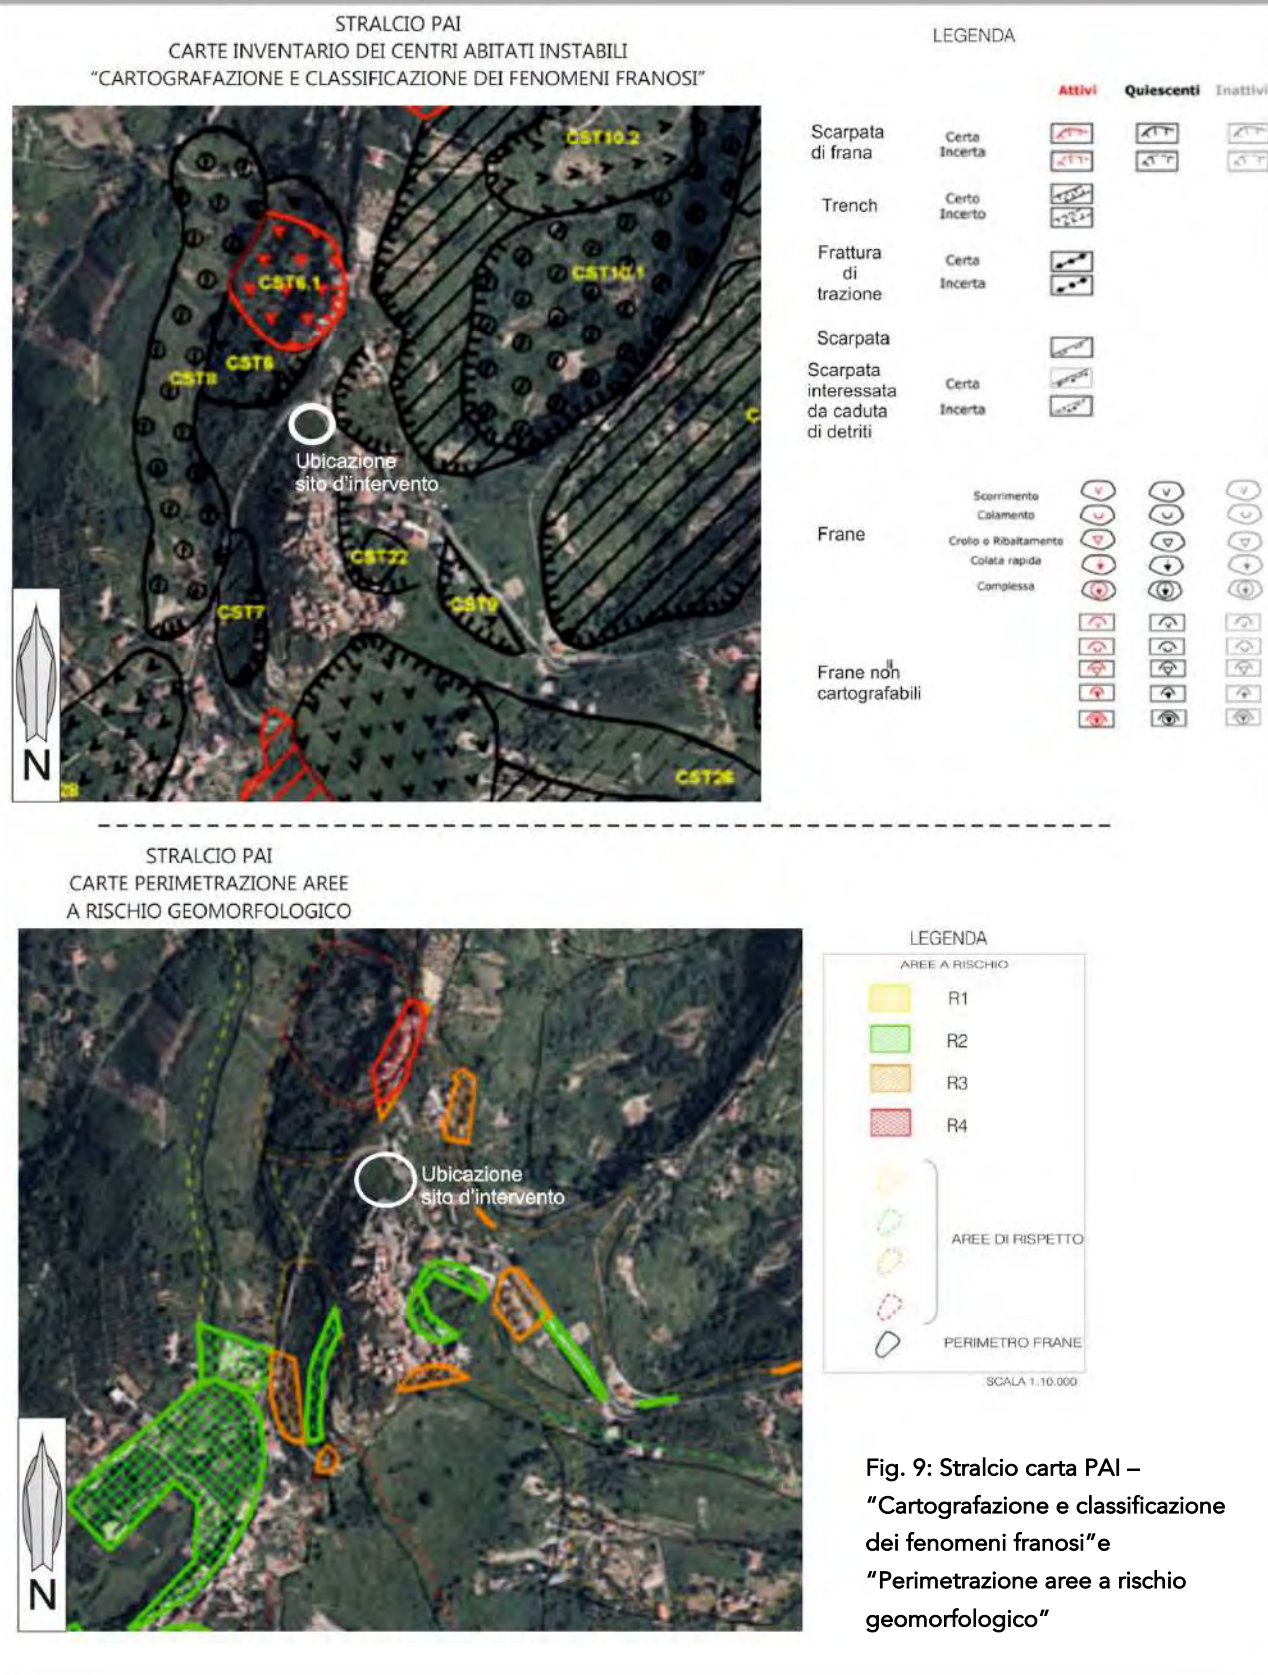 STRALCIO PAI
CARTE INVENTARIO DEI CENTRI ABITATI INSTABILI
“CARTOGRAFAZIONE E CLASSIFICAZIONE DEI FENOMENI FRANOSI”
CST10.2
CST10.1
CST6.1
CST6
CST8
Ubicazione
sito d'intervento
CST22
CST7
CST9
CST26
28
N
LEGENDA
Attivi Quiescenti Inattivi
Scarpata
di frana
Certa
Incerta
Trench
Certo
Incerto
Frattura
di
trazione
Certa
Incerta
Scarpata
Scarpata
interessata
da caduta
di detriti
Certa
Incerta
Frane
Scorrimento
Colamento
Crollo o Ribaltamento
Colata rapida
Complessa
Frane non
cartografabili
STRALCIO PAI
CARTE PERIMETRAZIONE AREE
A RISCHIO GEOMORFOLOGICO
Ubicazione
sito d'intervento
N
LEGENDA
AREE A RISCHIO
R1
R2
R3
R4
AREE DI RISPETTO
PERIMETRO FRANE
SCALA 1:10.000
Fig. 9: Stralcio carta PAI –
“Cartografazione e classificazione
dei fenomeni franosi”e
“Perimetrazione aree a rischio
geomorfologico”